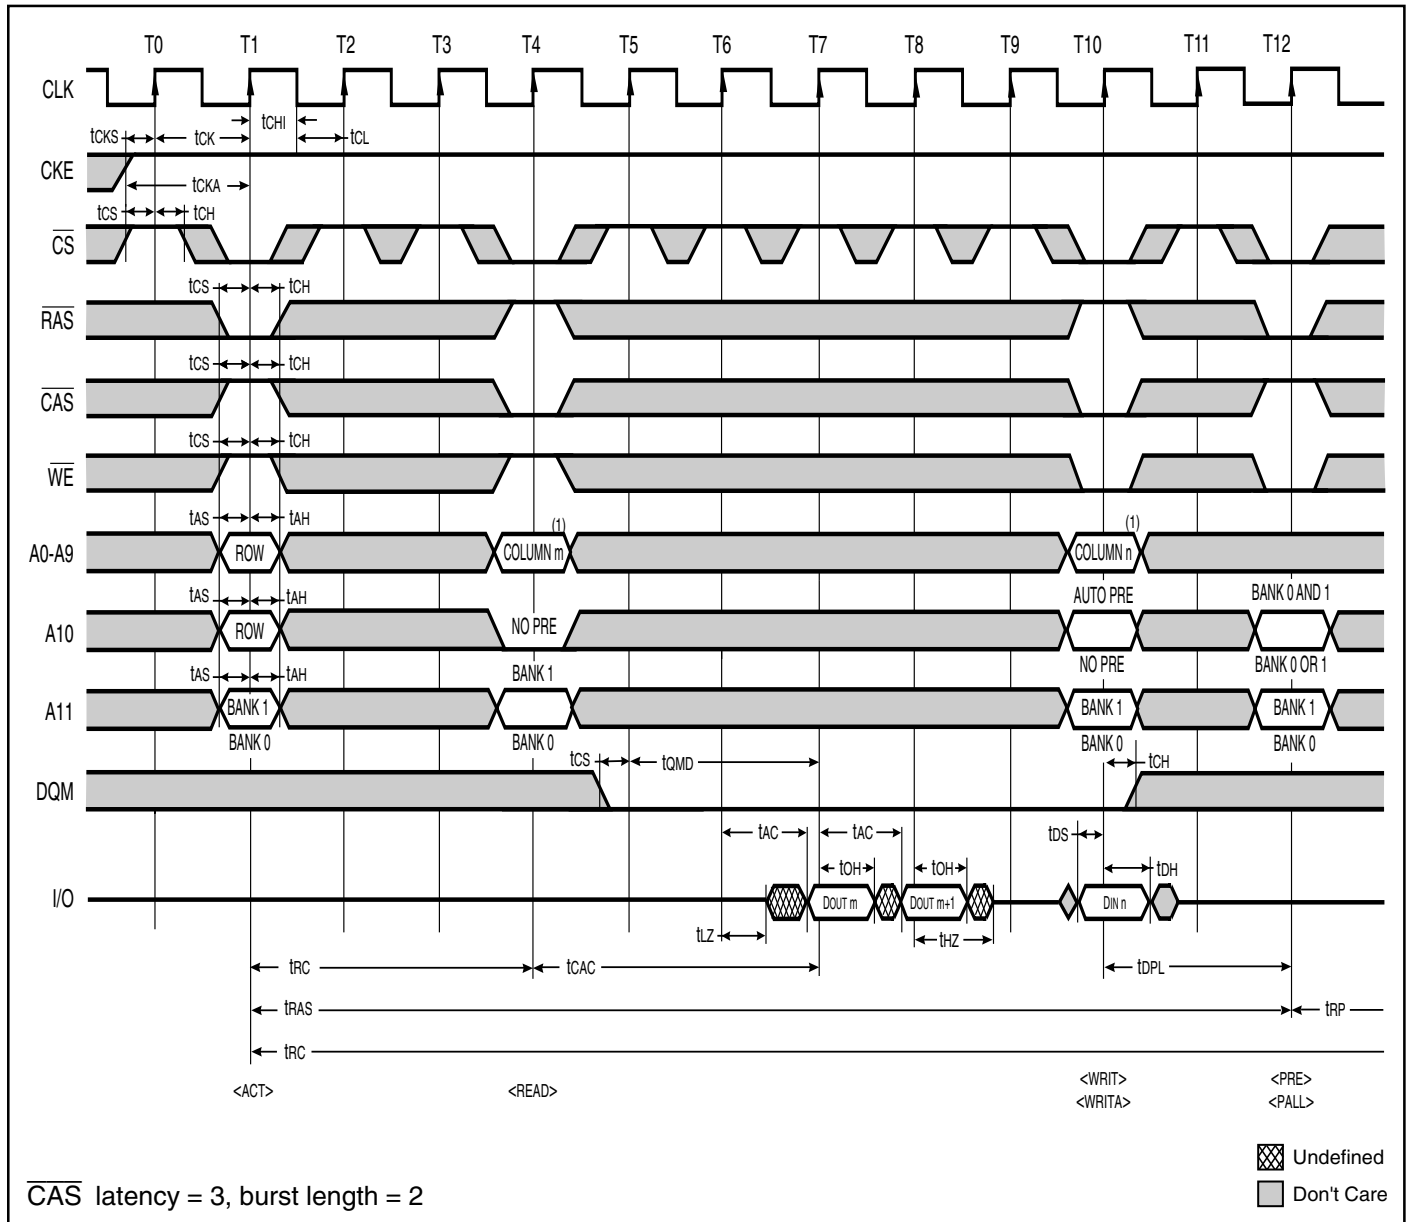 T0 T1 T2 T3 T4 T5 T6 T7 T8 T9 T10 T11 T12
CLK
tCHI
tCKS tCK tCL
CKE
tCKA
tCS tCH
CS
tCS tCH
RAS
tCS tCH
CAS
tCS tCH
WE
tAS tAH (1) (1)
A0-A9 ROW COLUMN m COLUMN n
tAS tAH AUTO PRE BANK 0 AND 1
A10 ROW NO PRE
tAS tAH BANK 1 NO PRE BANK 0 OR 1
A11 BANK 1 BANK 1 BANK 1
BANK 0 BANK 0 BANK 0 BANK 0
tCS tQMD tCH
DQM
tAC tAC tDS
tOH tOH tDH
I/O DOUT m DOUT m+1 DIN n
tLZ tHZ
tRC tCAC tDPL
tRAS tRP
tRC
<ACT> <READ> <WRIT> <PRE>
<WRITA> <PALL>
Undefined
CAS latency = 3, burst length = 2 Don't Care